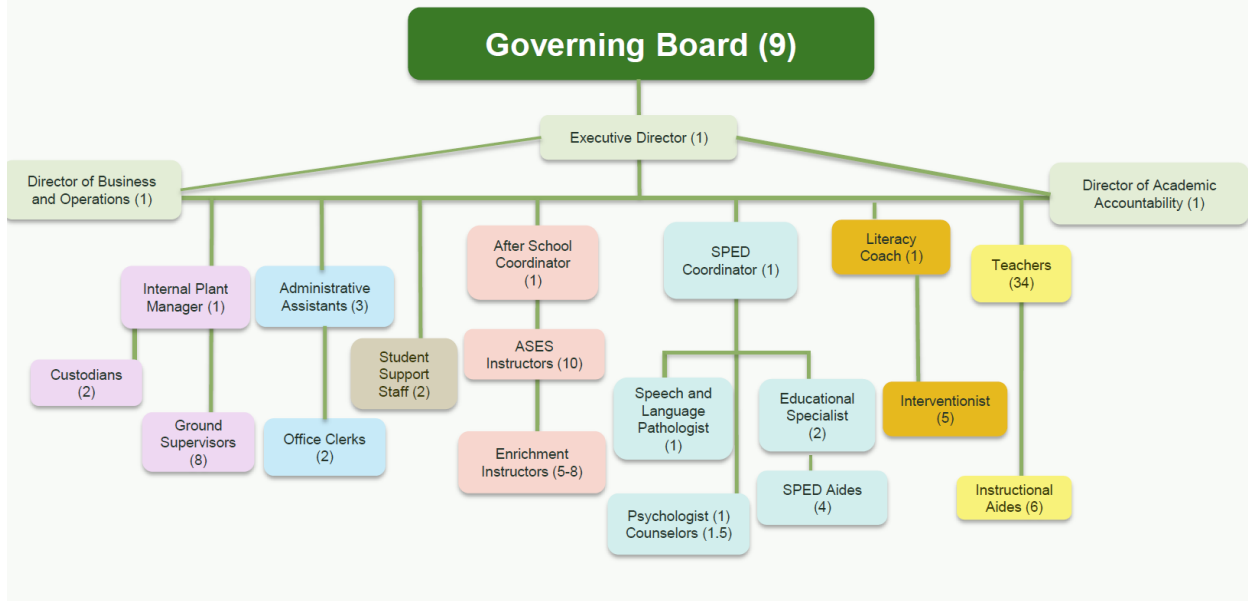 Governing Board (9)
Executive Director (1)
Director of Business
and Operations (1)
Director of Academic
Accountability (1)
Internal Plant
Manager (1)
Administrative
Assistants (3)
After School
Coordinator
(1)
SPED
Coordinator (1)
Literacy
Coach (1)
Teachers
(34)
Custodians
(2)
Student
Support
Staff (2)
ASES
Instructors (10)
Speech and
Language
Pathologist
(1)
Educational
Specialist
(2)
Interventionist
(5)
Ground
Supervisors
(8)
Office Clerks
(2)
Enrichment
Instructors (5-8)
Psychologist (1)
Counselors (1.5)
SPED Aides
(4)
Instructional
Aides (6)